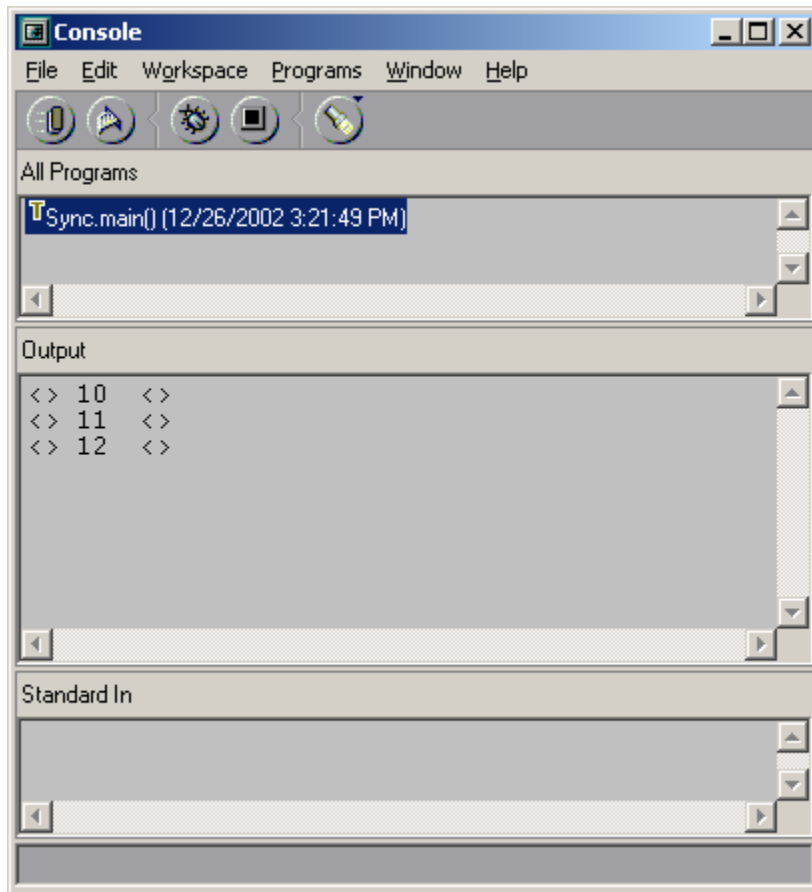 Console
File Edit Workspace Programs Window Help
All Programs
TSync.main() (12/26/2002 3:21:49 PM)
Output
<> 10 <>
<> 11 <>
<> 12 <>
Standard In